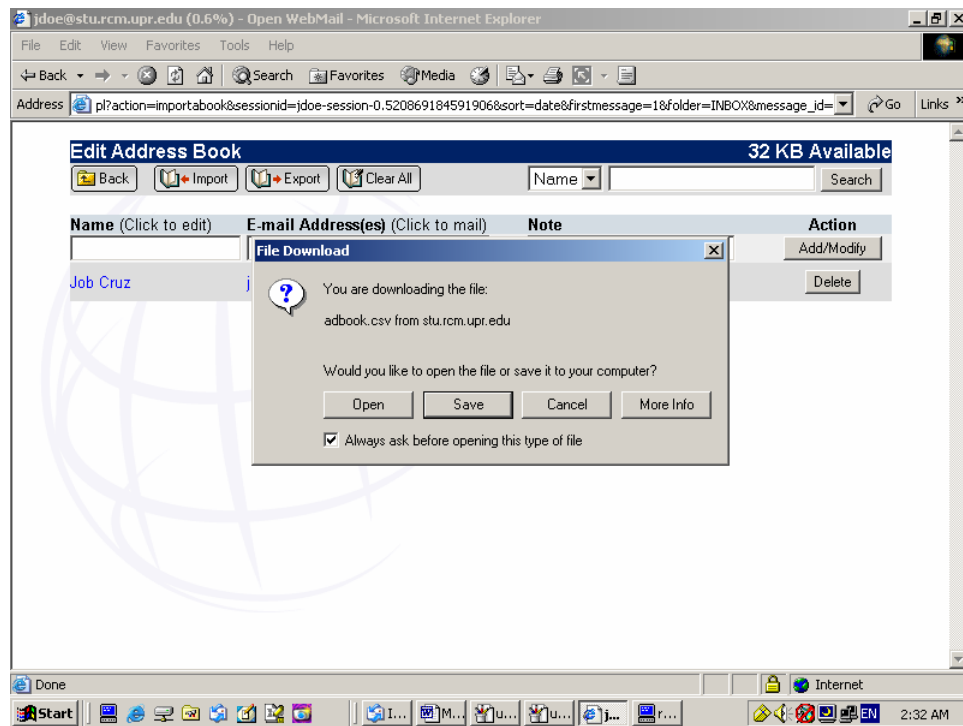 jdoe@stu.rcm.upr.edu (0.6%) - Open WebMail - Microsoft Internet Explorer
File Edit View Favorites Tools Help
Back Search Favorites Media
Address pl?action=importabook&sessionid=jdoe-session-0.520869184591906&sort=date&firstmessage=1&folder=INBOX&message_id= Go Links »
Edit Address Book 32 KB Available
Back Import Export Clear All Name Search
Name (Click to edit) E-mail Address(es) (Click to mail) Note Action
Add/Modify
Job Cruz j Delete
File Download
You are downloading the file:
adbook.csv from stu.rcm.upr.edu
Would you like to open the file or save it to your computer?
Open Save Cancel More Info
Always ask before opening this type of file
Done Internet
Start I... M... u... u... j... r... EN 2:32 AM